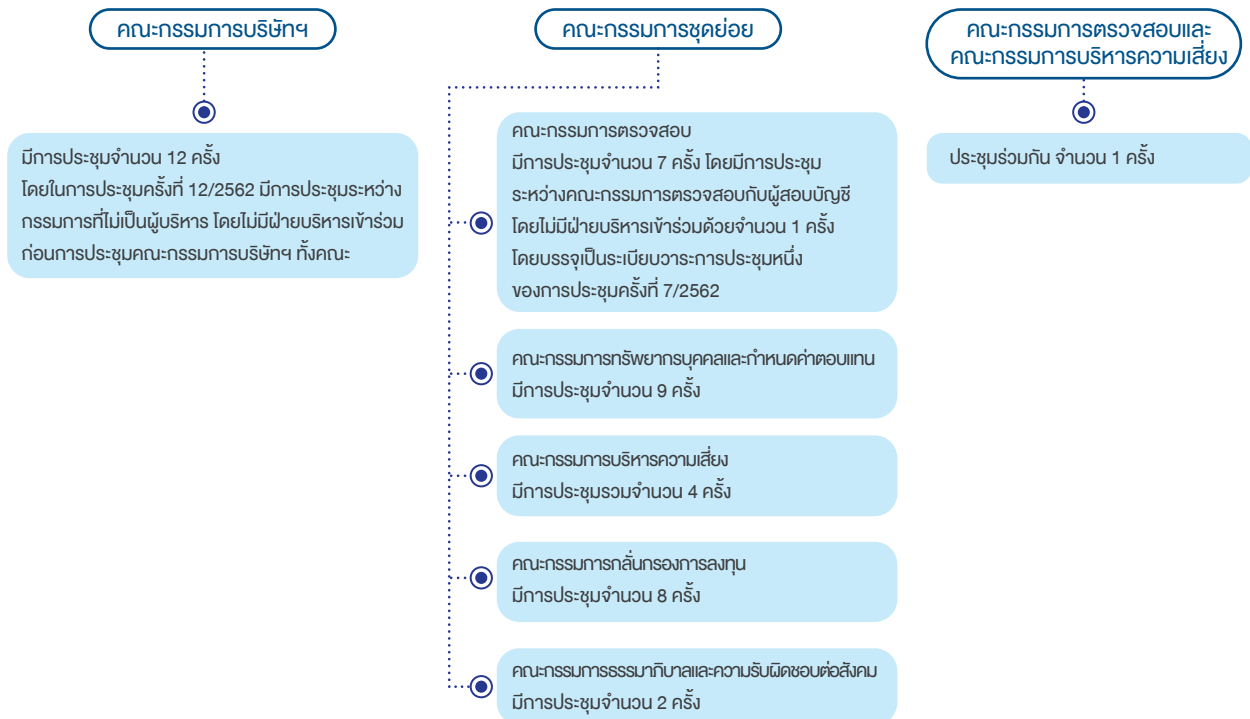 คณะกรรมการบริษัทฯ
มีการประชุมจำนวน 12 ครั้ง
โดยในการประชุมครั้งที่ 12/2562 มีการประชุมระหว่าง
กรรมการที่ไม่เป็นผู้บริหาร โดยไม่มีฝ่ายบริหารเข้าร่วม
ก่อนการประชุมคณะกรรมการบริษัทฯ ทั้งคณะ
คณะกรรมการชุดย่อย
คณะกรรมการตรวจสอบ
มีการประชุมจำนวน 7 ครั้ง โดยมีการประชุม
ระหว่างคณะกรรมการตรวจสอบกับผู้สอบบัญชี
โดยไม่มีฝ่ายบริหารเข้าร่วมด้วยจำนวน 1 ครั้ง
โดยบรรจุเป็นระเบียบวาระการประชุมหนึ่ง
ของการประชุมครั้งที่ 7/2562
คณะกรรมการทรัพยากรบุคคลและกำหนดค่าตอบแทน
มีการประชุมจำนวน 9 ครั้ง
คณะกรรมการบริหารความเสี่ยง
มีการประชุมรวมจำนวน 4 ครั้ง
คณะกรรมการกลั่นกรองการลงทุน
มีการประชุมจำนวน 8 ครั้ง
คณะกรรมการธรรมาภิบาลและความรับผิดชอบต่อสังคม
มีการประชุมจำนวน 2 ครั้ง
คณะกรรมการตรวจสอบและ
คณะกรรมการบริหารความเสี่ยง
ประชุมร่วมกัน จำนวน 1 ครั้ง